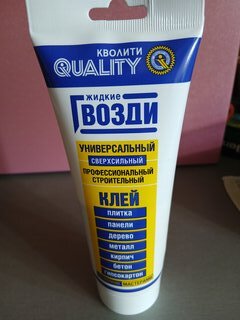 КВОЛИТИ
QUALITY
ЖИДКИЕ
ГВОЗДИ
УНИВЕРСАЛЬНЫЙ
СВЕРХСИЛЬНЫЙ
ПРОФЕССИОНАЛЬНЫЙ
СТРОИТЕЛЬНЫЙ
КЛЕЙ
плитка
панели
дерево
металл
кирпич
бетон
гипсокартон